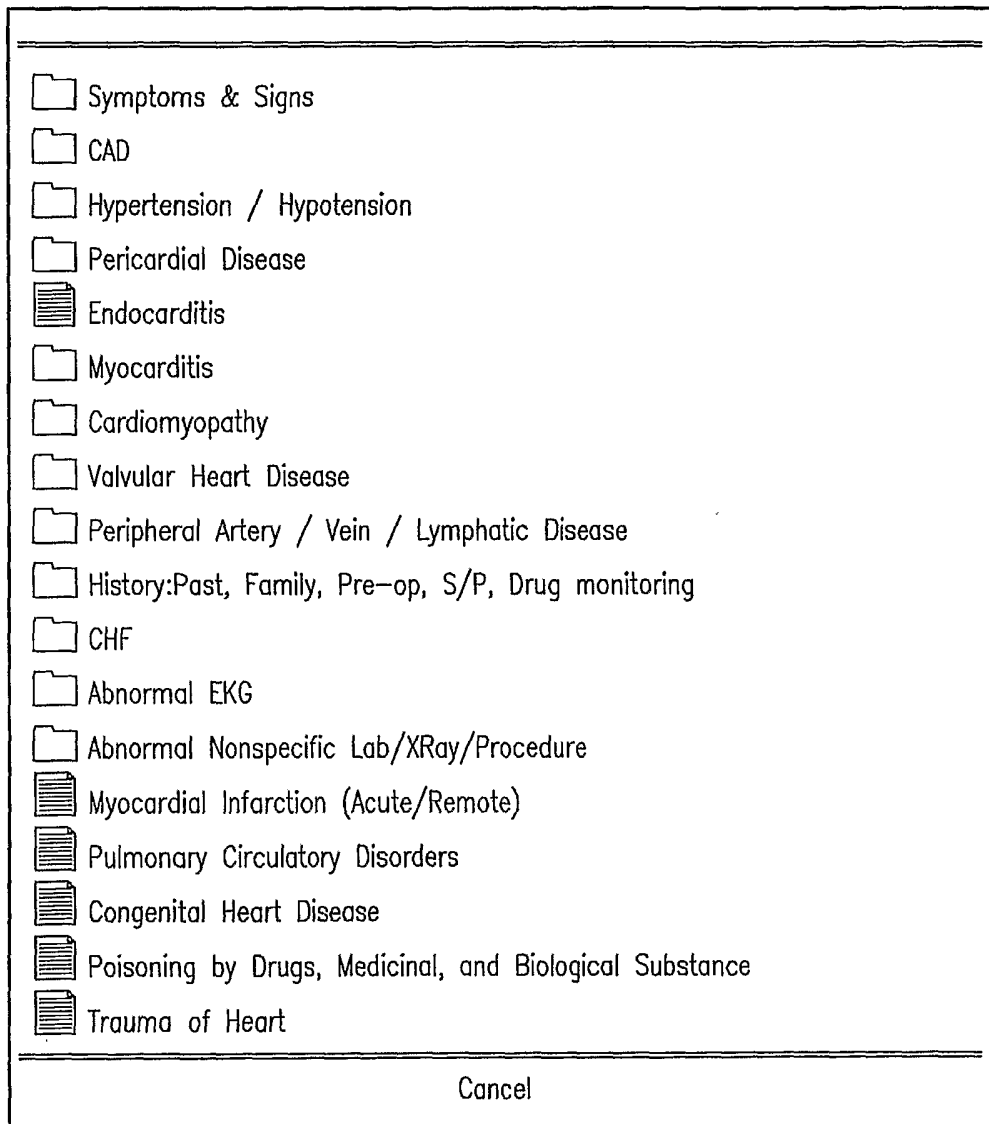 Symptoms & Signs
CAD
Hypertension / Hypotension
Pericardial Disease
Endocarditis
Myocarditis
Cardiomyopathy
Valvular Heart Disease
Peripheral Artery / Vein / Lymphatic Disease
History:Past, Family, Pre-op, S/P, Drug monitoring
CHF
Abnormal EKG
Abnormal Nonspecific Lab/XRay/Procedure
Myocardial Infarction (Acute/Remote)
Pulmonary Circulatory Disorders
Congenital Heart Disease
Poisoning by Drugs, Medicinal, and Biological Substance
Trauma of Heart
Cancel